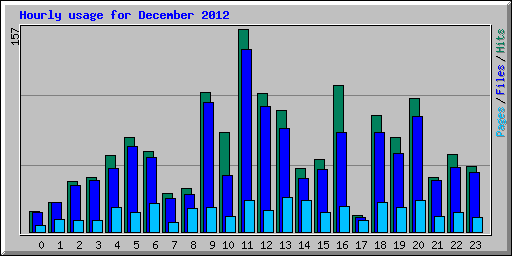 Hourly usage for December 2012
157
Pages/Files/Hits
0 1 2 3 4 5 6 7 8 9 10 11 12 13 14 15 16 17 18 19 20 21 22 23